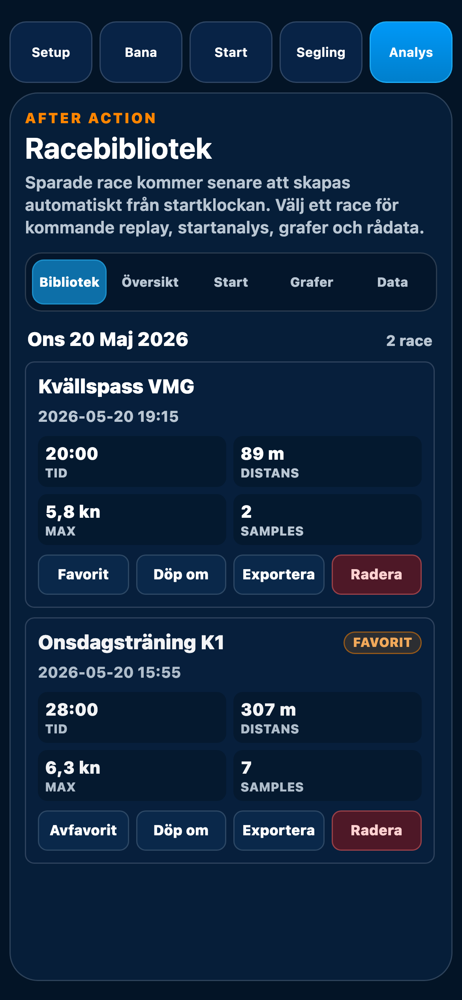 Setup Bana Start Segling Analys
AFTER ACTION
Racebibliotek
Sparade race kommer senare att skapas
automatiskt från startklockan. Välj ett race för
kommande replay, startanalys, grafer och rådata.
Bibliotek Översikt Start Grafer Data
Ons 20 Maj 2026 2 race
Kvällspass VMG
2026-05-20 19:15
20:00 89 m
TID DISTANS
5,8 kn 2
MAX SAMPLES
Favorit Döp om Exportera Radera
Onsdagsträning K1 FAVORIT
2026-05-20 15:55
28:00 307 m
TID DISTANS
6,3 kn 7
MAX SAMPLES
Avfavorit Döp om Exportera Radera